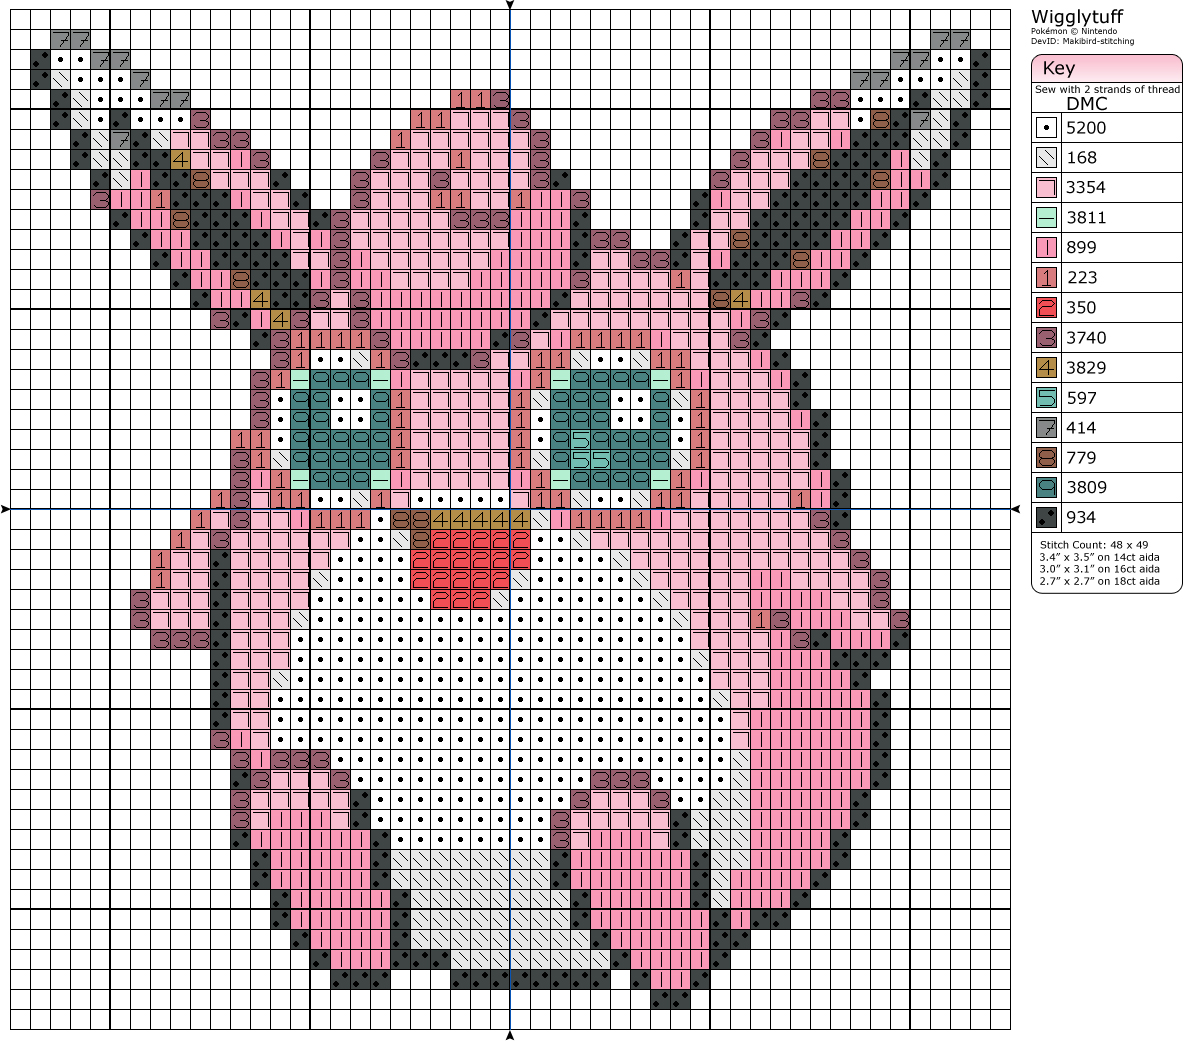 Wigglytuff
Pokémon © Nintendo
DevID: Makibird-stitching
Key
Sew with 2 strands of thread
DMC
5200
168
3354
3811
899
1 223
2 350
3 3740
4 3829
5 597
7 414
8 779
9 3809
934
Stitch Count: 48 x 49
3.4" x 3.5" on 14ct aida
3.0" x 3.1" on 16ct aida
2.7" x 2.7" on 18ct aida